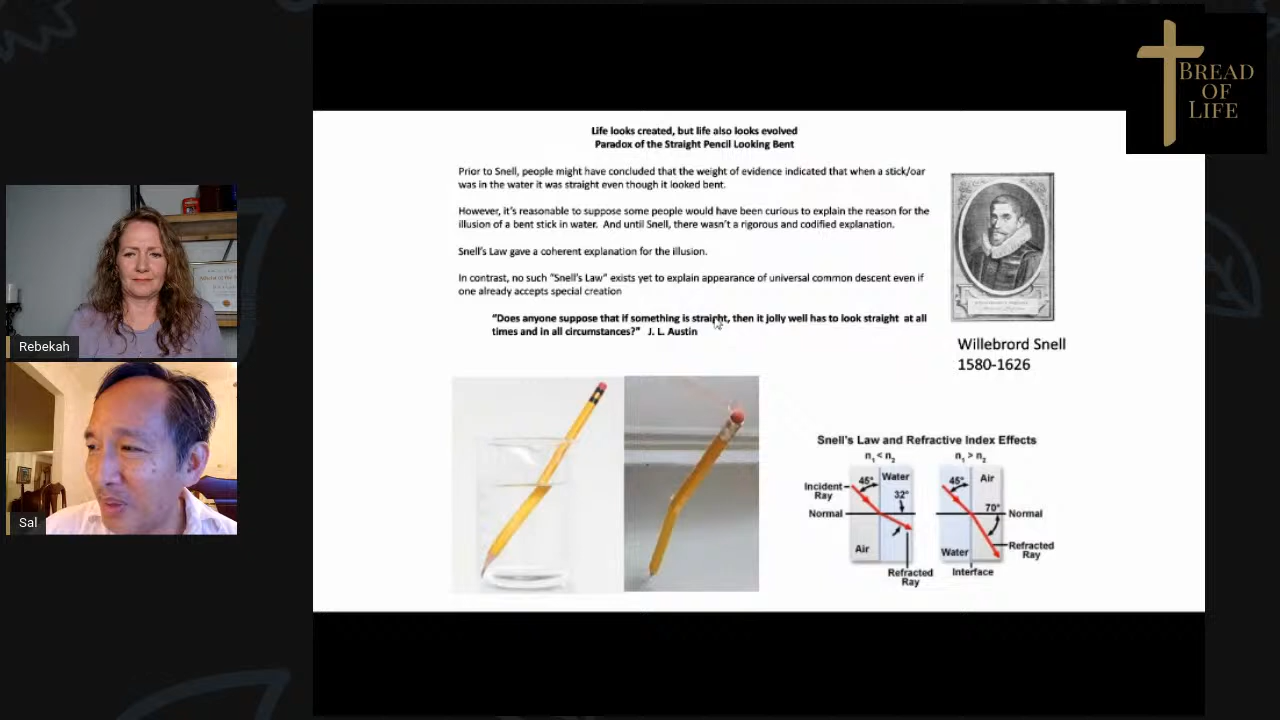 BREAD
OF
LIFE
Life looks created, but life also looks evolved
Paradox of the Straight Pencil Looking Bent
Prior to Snell, people might have concluded that the weight of evidence indicated that when a stick/oar
was in the water it was straight even though it looked bent.
However, it's reasonable to suppose some people would have been curious to explain the reason for the
illusion of a bent stick in water. And until Snell, there wasn't a rigorous and codified explanation.
Snell's Law gave a coherent explanation for the illusion.
In contrast, no such "Snell's Law" exists yet to explain appearance of universal common descent even if
one already accepts special creation
"Does anyone suppose that if something is straight, then it jolly well has to look straight at all
times and in all circumstances?" J. L. Austin
Willebrord Snell
1580-1626
Rebekah
Sal
Snell's Law and Refractive Index Effects
n1 < n2
n1 > n2
Incident
Ray
45°
Water
32°
Normal
Air
Refracted
Ray
45°
Air
70°
Normal
Refracted
Ray
Water
Interface